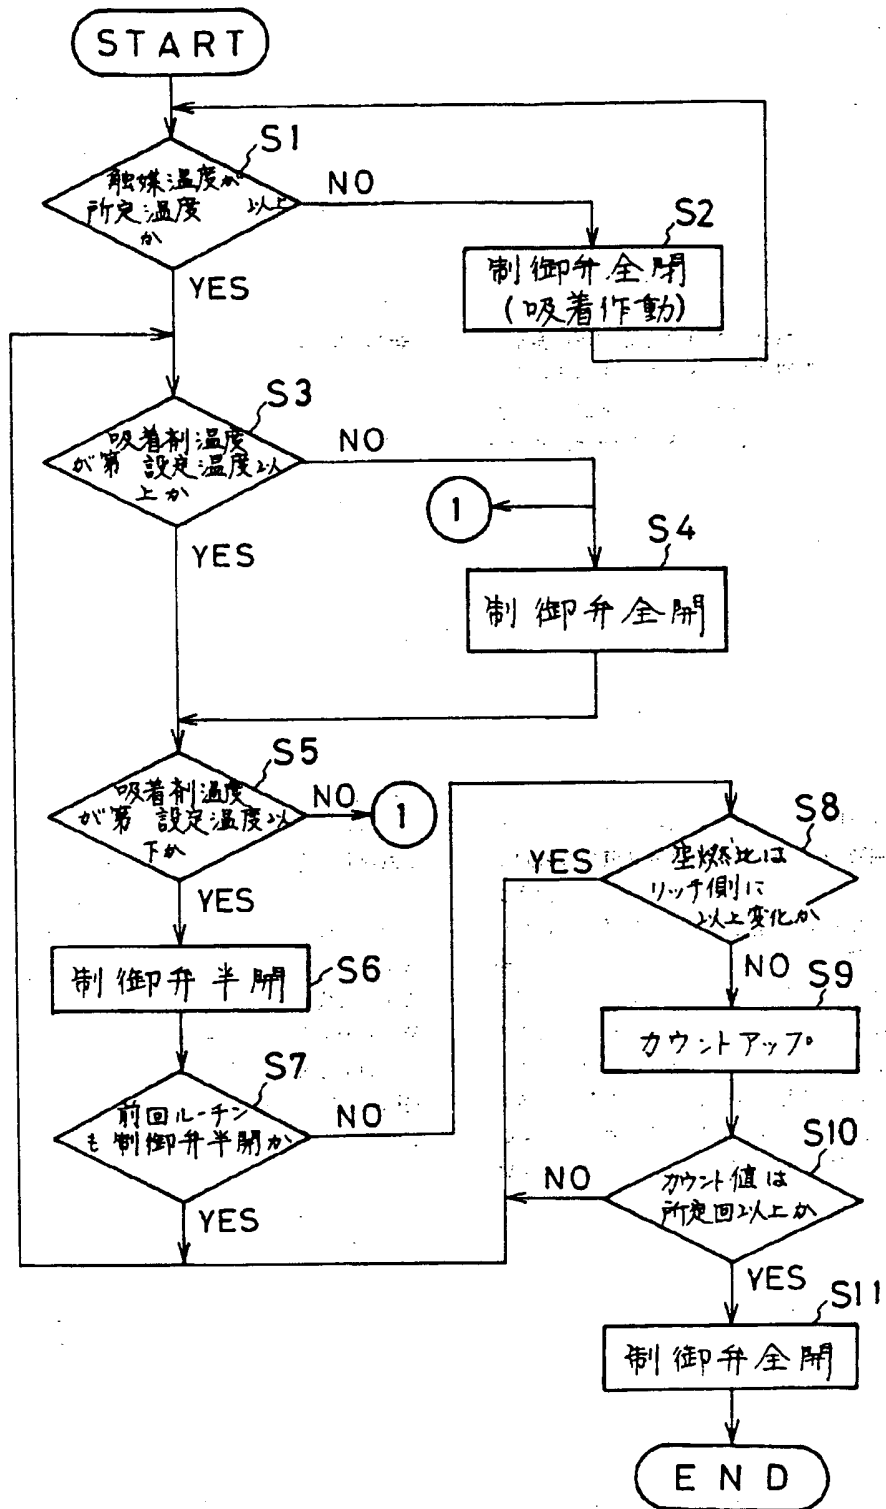 START
S1
触媒温度が
所定温度以上
か
NO
YES
S2
制御弁全閉
(吸着作動)
S3
吸着剤温度
が第 設定温度以
上か
NO
YES
1
S4
制御弁全開
S5
吸着剤温度
が第 設定温度以
下か
NO
1
YES
S6
制御弁半開
S7
前回ルーチン
も制御弁半開か
NO
YES
S8
空燃比は
リッチ側に
以上変化か
YES
NO
S9
カウントアップ
S10
カウント値は
所定回以上か
NO
YES
S11
制御弁全開
END